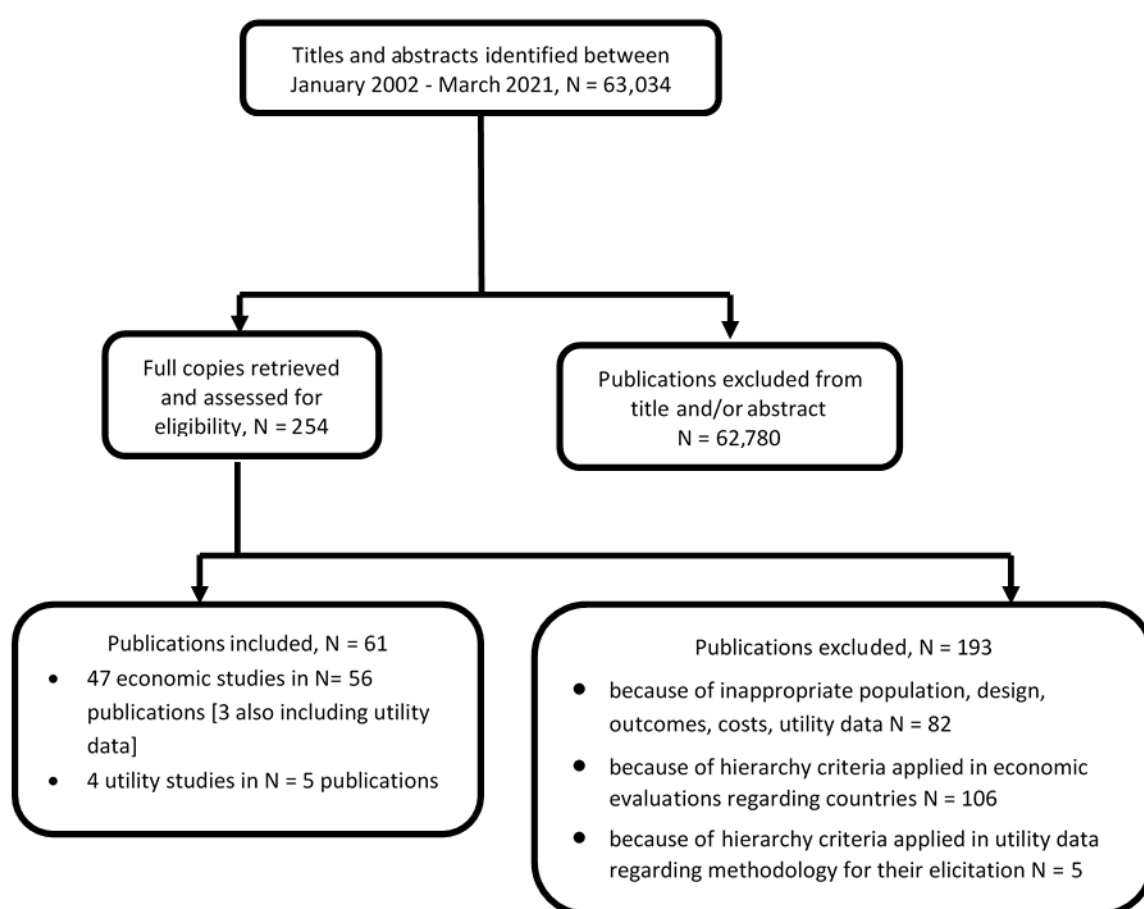 Titles and abstracts identified between
January 2002 - March 2021, N = 63,034
Full copies retrieved
and assessed for
eligibility, N = 254
Publications excluded from
title and/or abstract
N = 62,780
Publications included, N = 61
• 47 economic studies in N= 56
publications [3 also including utility
data]
• 4 utility studies in N = 5 publications
Publications excluded, N = 193
• because of inappropriate population, design,
outcomes, costs, utility data N = 82
• because of hierarchy criteria applied in economic
evaluations regarding countries N = 106
• because of hierarchy criteria applied in utility data
regarding methodology for their elicitation N = 5